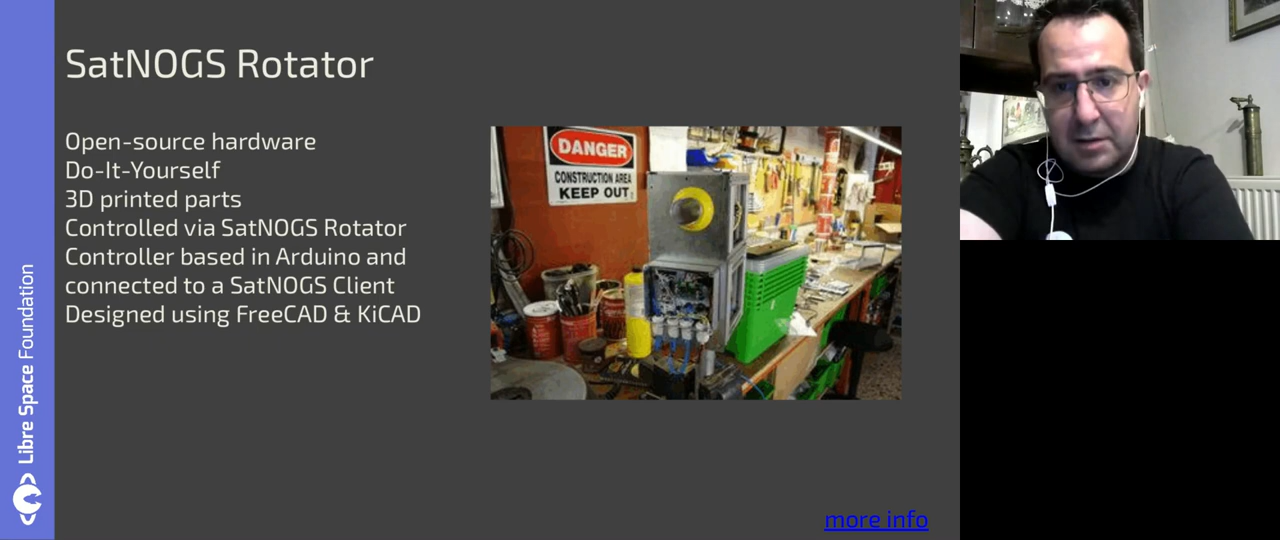 SatNOGS Rotator
Open-source hardware
Do-It-Yourself
3D printed parts
Controlled via SatNOGS Rotator
Controller based in Arduino and
connected to a SatNOGS Client
Designed using FreeCAD & KiCAD
DANGER
CONSTRUCTION AREA
KEEP OUT
more info
Libre Space Foundation